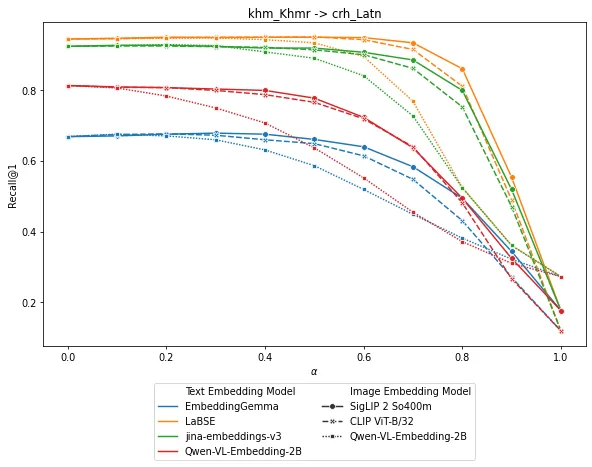 khm_Khmr -> crh_Latn
Recall@1
0.8
0.6
0.4
0.2
0.0 0.2 0.4 0.6 0.8 1.0
α
Text Embedding Model
EmbeddingGemma
LaBSE
jina-embeddings-v3
Qwen-VL-Embedding-2B
Image Embedding Model
SigLIP 2 So400m
CLIP ViT-B/32
Qwen-VL-Embedding-2B